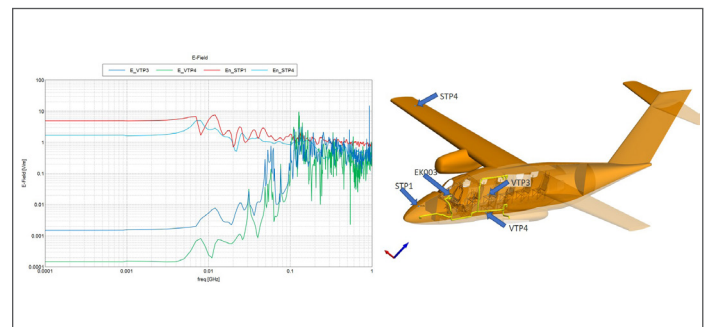 E-Field
E_VTP3 E_VTP4 En_STP1 En_STP4
100
10
1
0.1
0.01
0.001
0.0001
E-Field [V/m]
0.0001 0.001 0.01 0.1 1
freq [GHz]
STP4
EK003
STP1
VTP3
VTP4